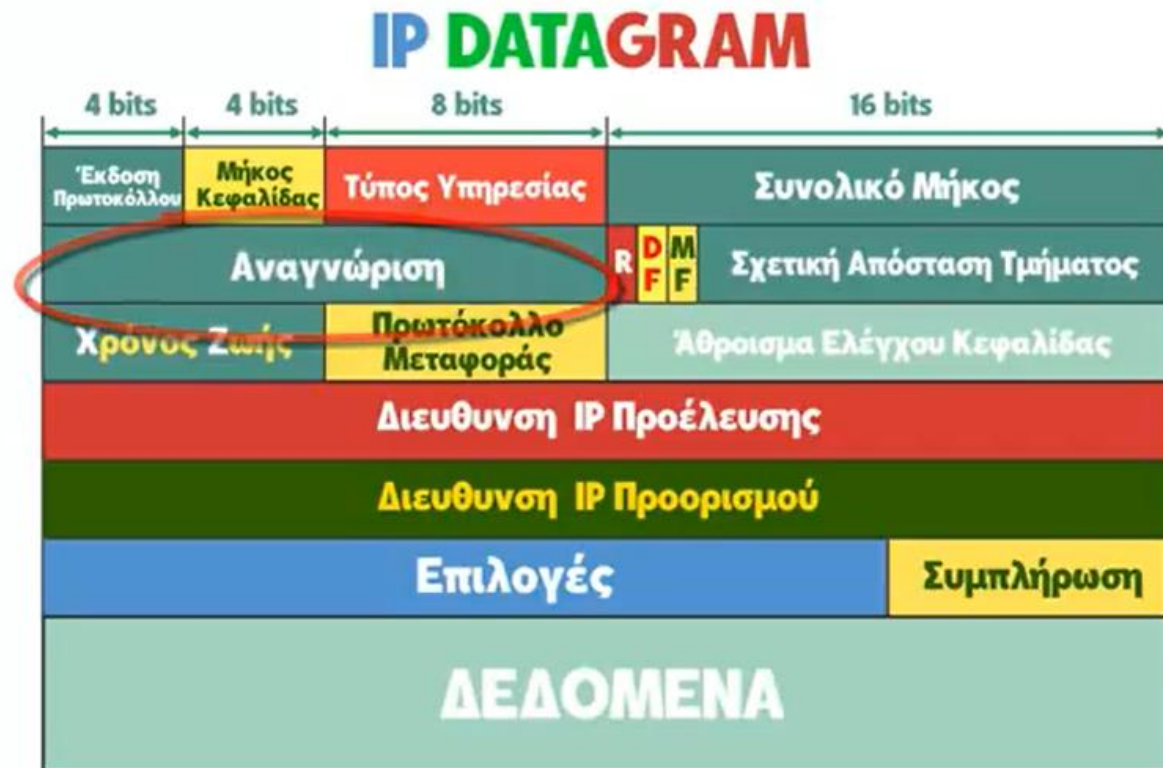 IP DATAGRAM
4 bits 4 bits 8 bits 16 bits
Έκδοση
Πρωτοκόλλου
Μήκος
Κεφαλίδας
Τύπος Υπηρεσίας
Συνολικό Μήκος
Αναγνώριση
R
D
F
M
F
Σχετική Απόσταση Τμήματος
Χρόνος Ζωής
Πρωτόκολλο
Μεταφοράς
Άθροισμα Ελέγχου Κεφαλίδας
Διευθυνση IP Προέλευσης
Διευθυνση IP Προορισμού
Επιλογές
Συμπλήρωση
ΔΕΔΟΜΕΝΑ